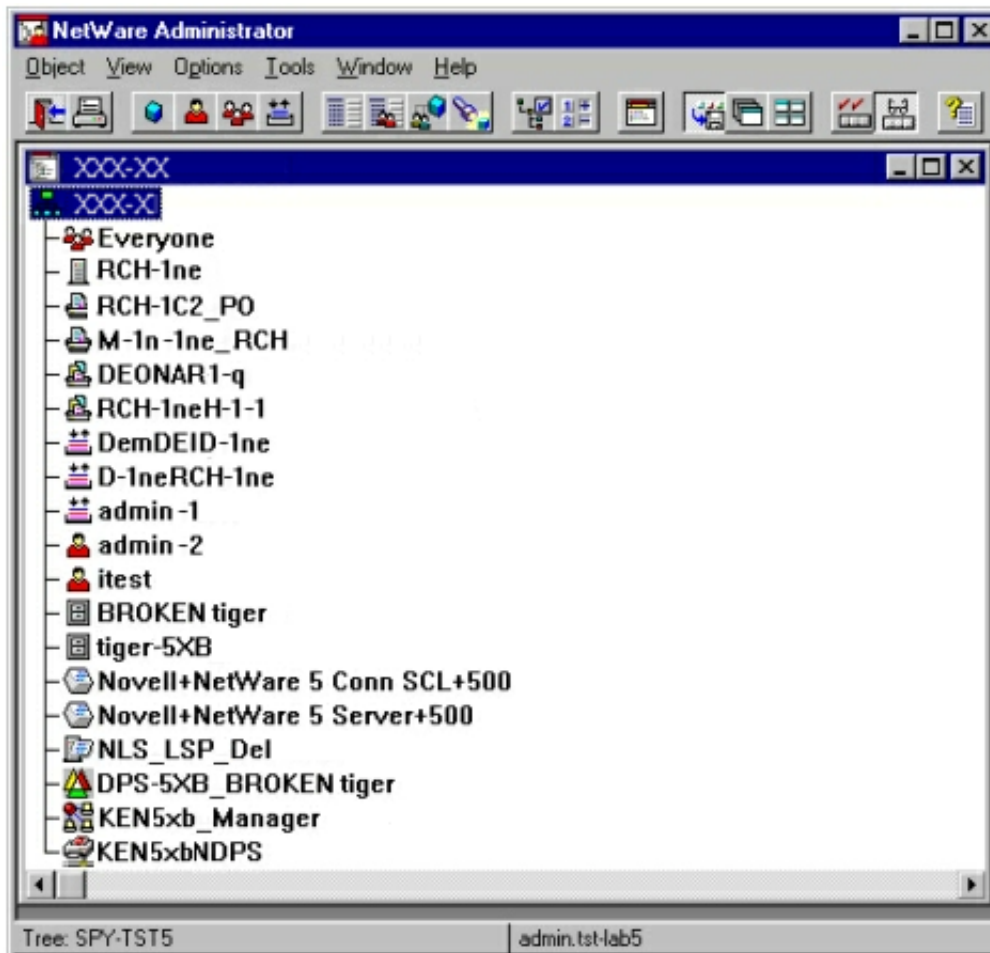 NetWare Administrator
Object View Options Tools Window Help
XXX-XX
XXX-X
Everyone
RCH-1ne
RCH-1C2_PO
M-1n-1ne_RCH
DEONAR1-q
RCH-1neH-1-1
DemDEID-1ne
D-1neRCH-1ne
admin-1
admin-2
itest
BROKEN tiger
tiger-5XB
Novell+NetWare 5 Conn SCL+500
Novell+NetWare 5 Server+500
NLS_LSP_Del
DPS-5XB_BROKEN tiger
KEN5xb_Manager
KEN5xbNDPS
Tree: SPY-TST5 admin.tst-lab5